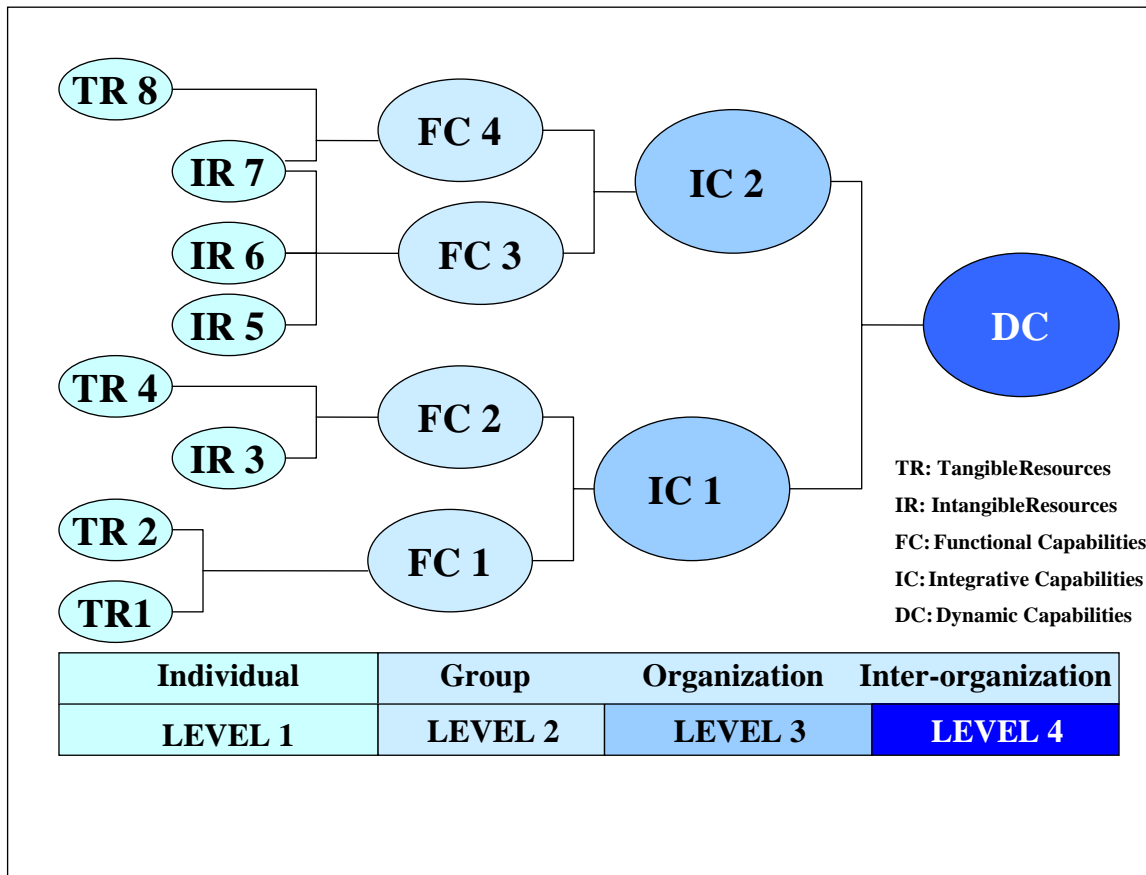 TR 8
FC 4
IR 7
IC 2
IR 6
FC 3
IR 5
DC
TR 4
FC 2
IR 3
IC 1
TR 2
FC 1
TR1
TR: TangibleResources
IR: IntangibleResources
FC: Functional Capabilities
IC: Integrative Capabilities
DC: Dynamic Capabilities
Individual Group Organization Inter-organization
LEVEL 1 LEVEL 2 LEVEL 3 LEVEL 4